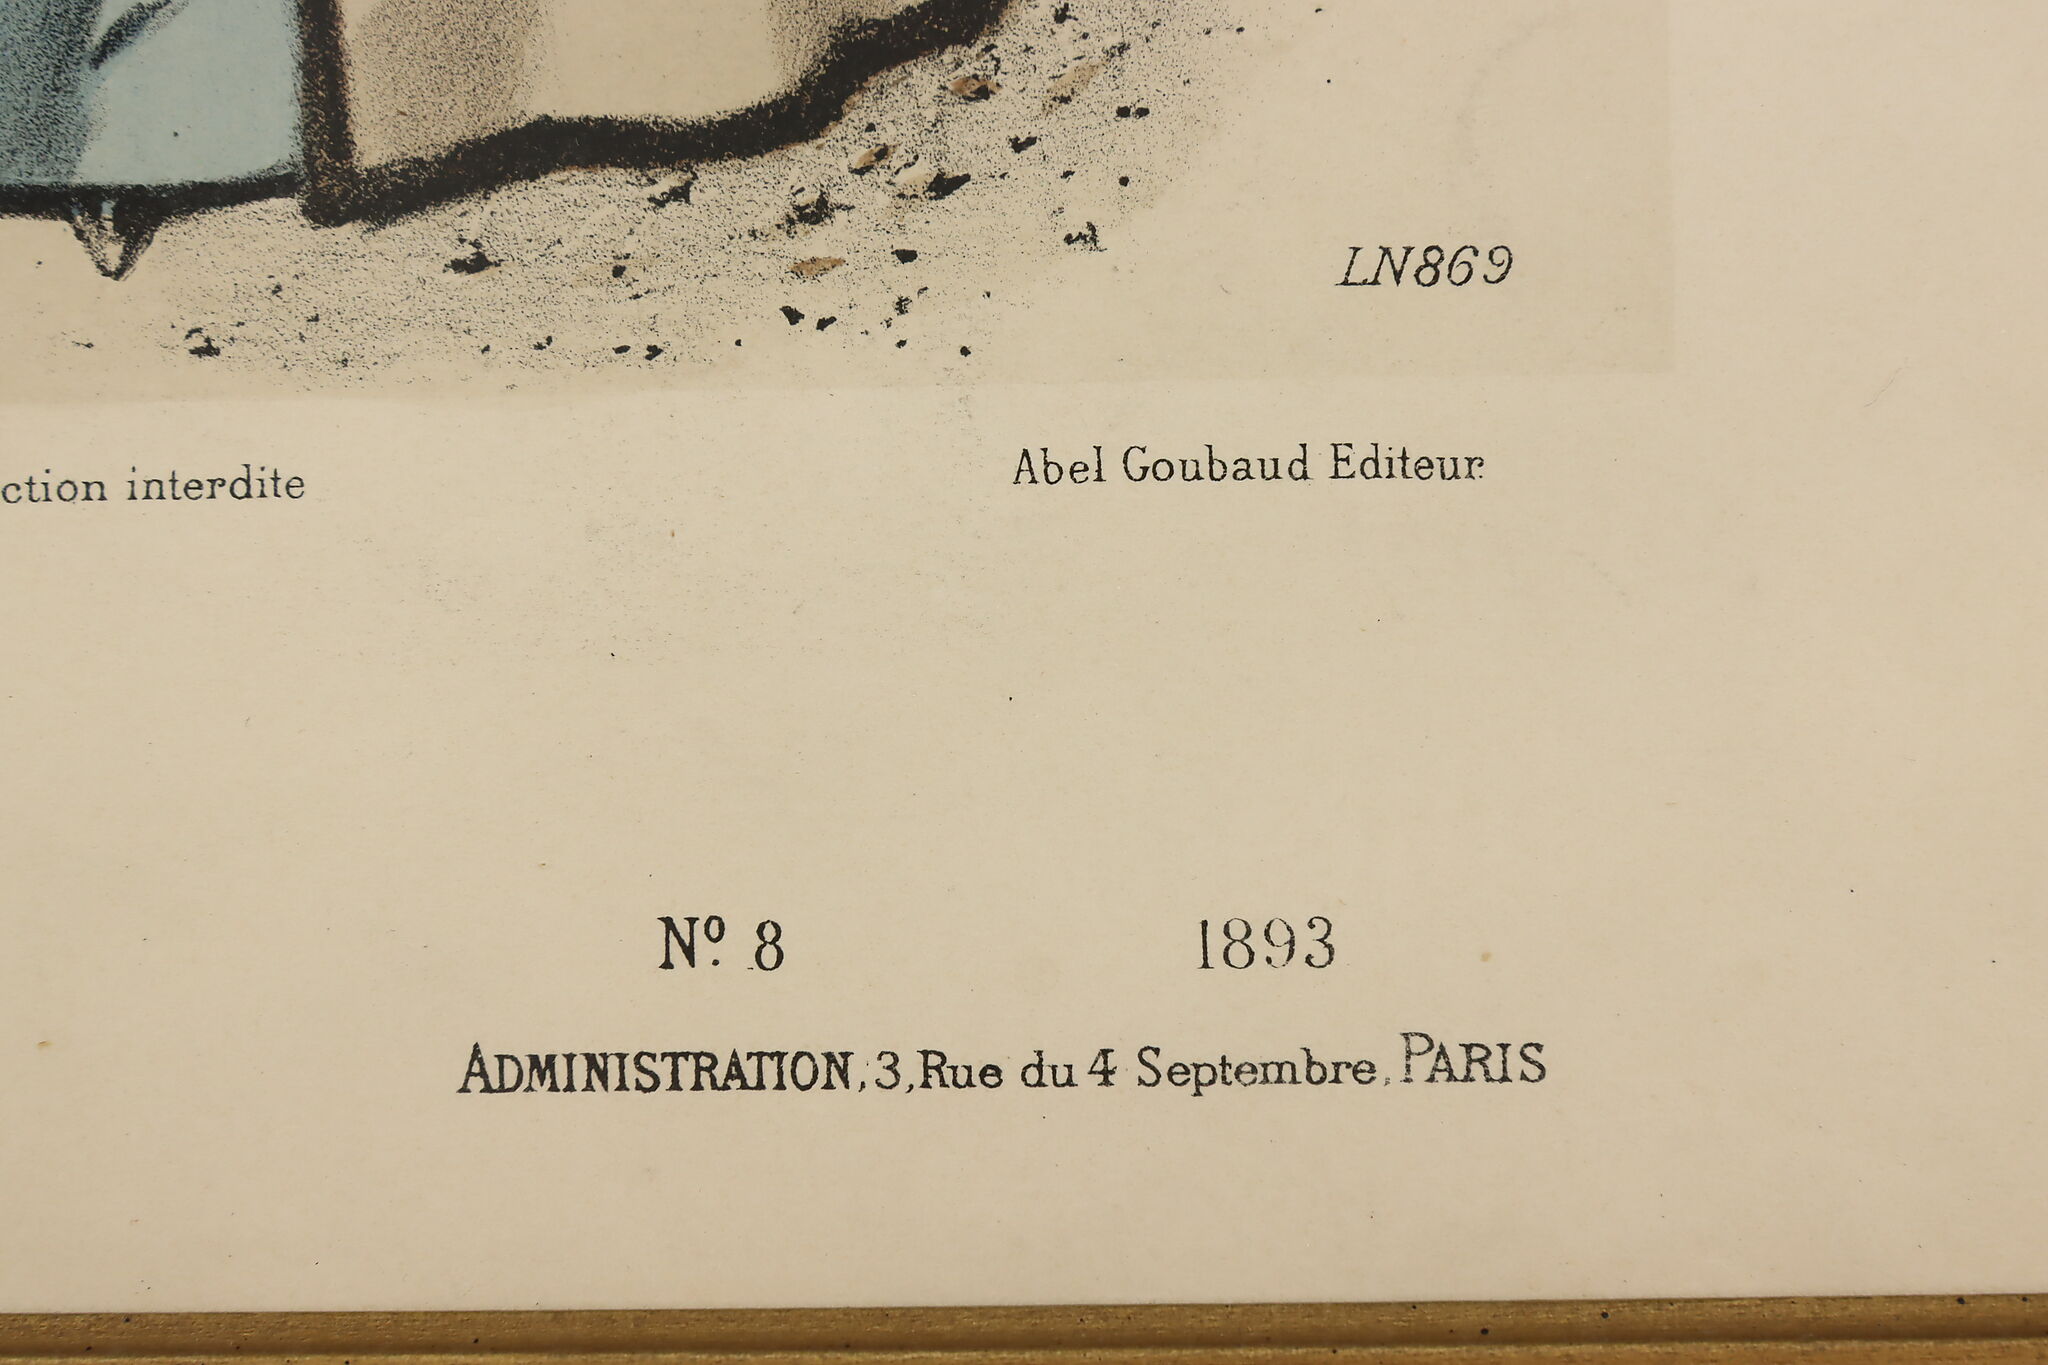 LN869
ction interdite
Abel Goubaud Editeur.
Nº 8
1893
ADMINISTRATION, 3, Rue du 4 Septembre, PARIS